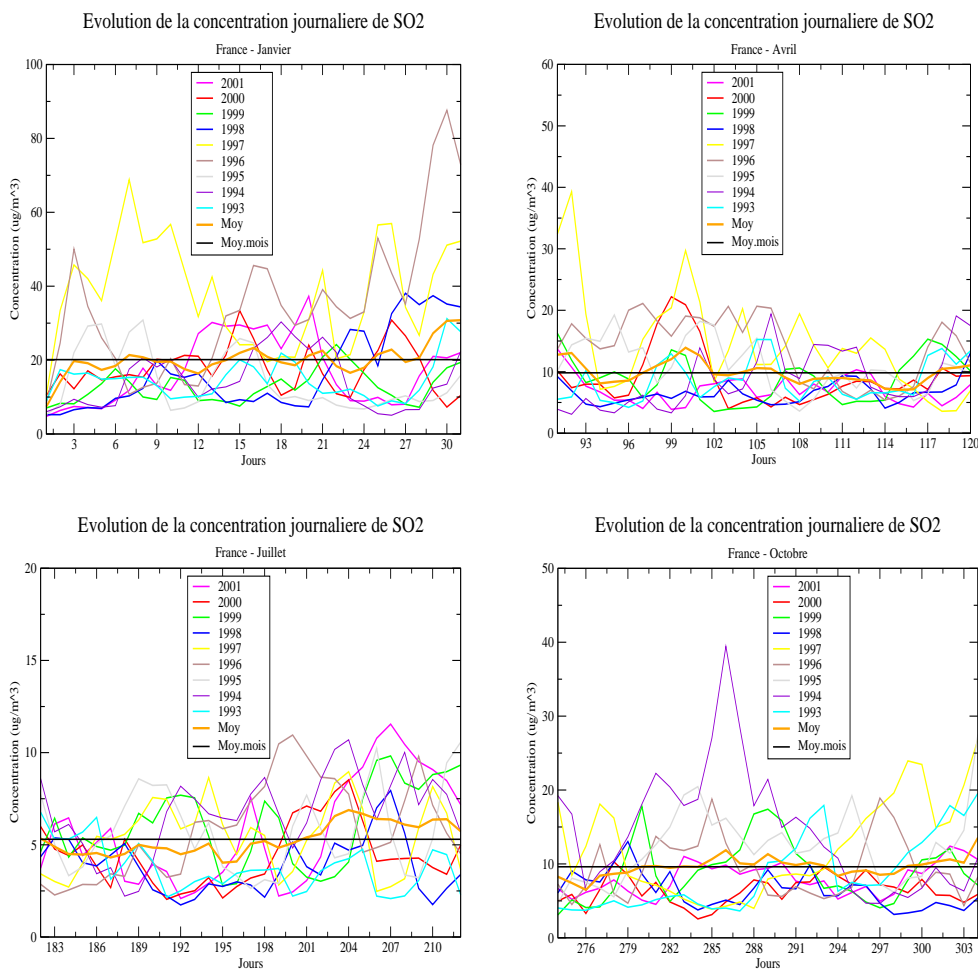 Evolution de la concentration journaliere de SO2
France - Janvier
100
80
60
40
20
0
Concentration (ug/m^3)
2001
2000
1999
1998
1997
1996
1995
1994
1993
Moy
Moy.mois
3 6 9 12 15 18 21 24 27 30 31
Jours
Evolution de la concentration journaliere de SO2
France - Avril
60
50
40
30
20
10
0
Concentration (ug/m^3)
2001
2000
1999
1998
1997
1996
1995
1994
1993
Moy
Moy.mois
93 96 99 102 105 108 111 114 117 120
Jours
Evolution de la concentration journaliere de SO2
France - Juillet
20
15
10
5
0
Concentration (ug/m^3)
2001
2000
1999
1998
1997
1996
1995
1994
1993
Moy
Moy.mois
183 186 189 192 195 198 201 204 207 210
Jours
Evolution de la concentration journaliere de SO2
France - Octobre
50
40
30
20
10
0
Concentration (ug/m^3)
2001
2000
1999
1998
1997
1996
1995
1994
1993
Moy
Moy.mois
276 279 282 285 288 291 294 297 300 303
Jours